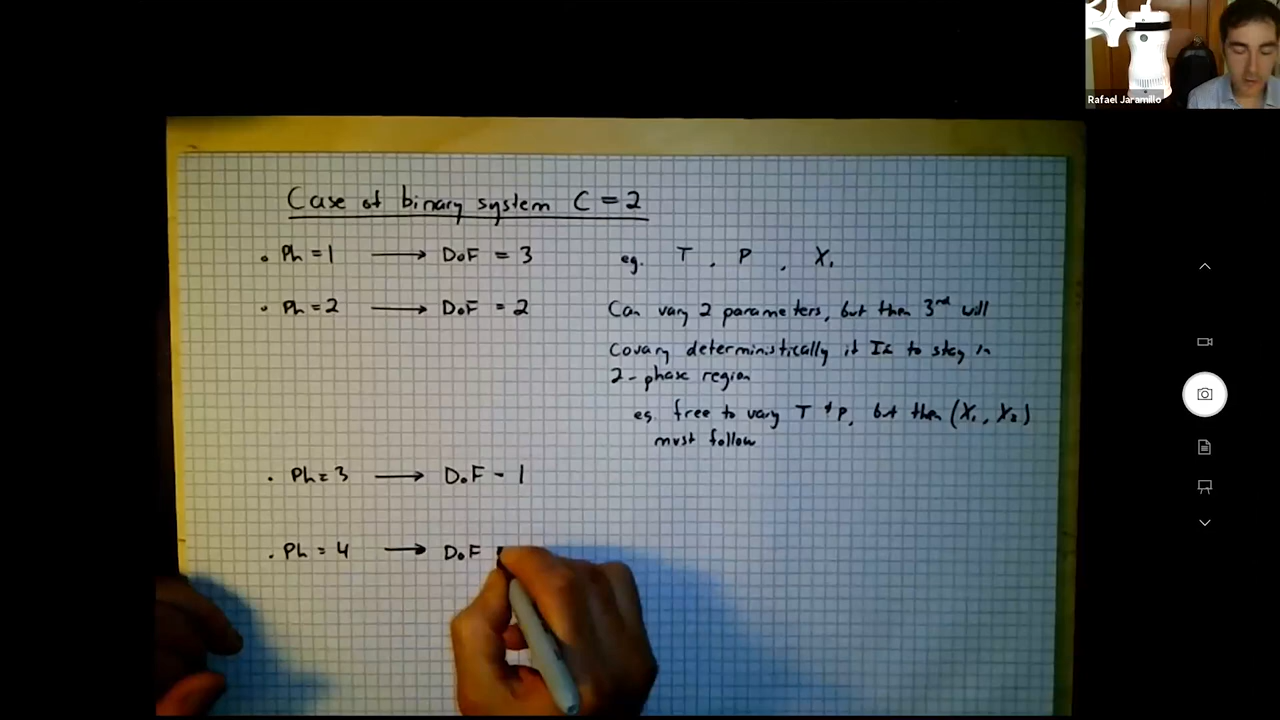 Rafael Jaramillo
Case of binary system C = 2
• Ph = 1 → DoF = 3 eg. T , P , X₁
• Ph = 2 → DoF = 2 Can vary 2 parameters, but then 3rd will
Covary deterministically if to stay in
2-phase region
eg. free to vary T & P, but then (X₁, X₂)
must follow
• Ph = 3 → DoF - 1
• Ph = 4 → DoF